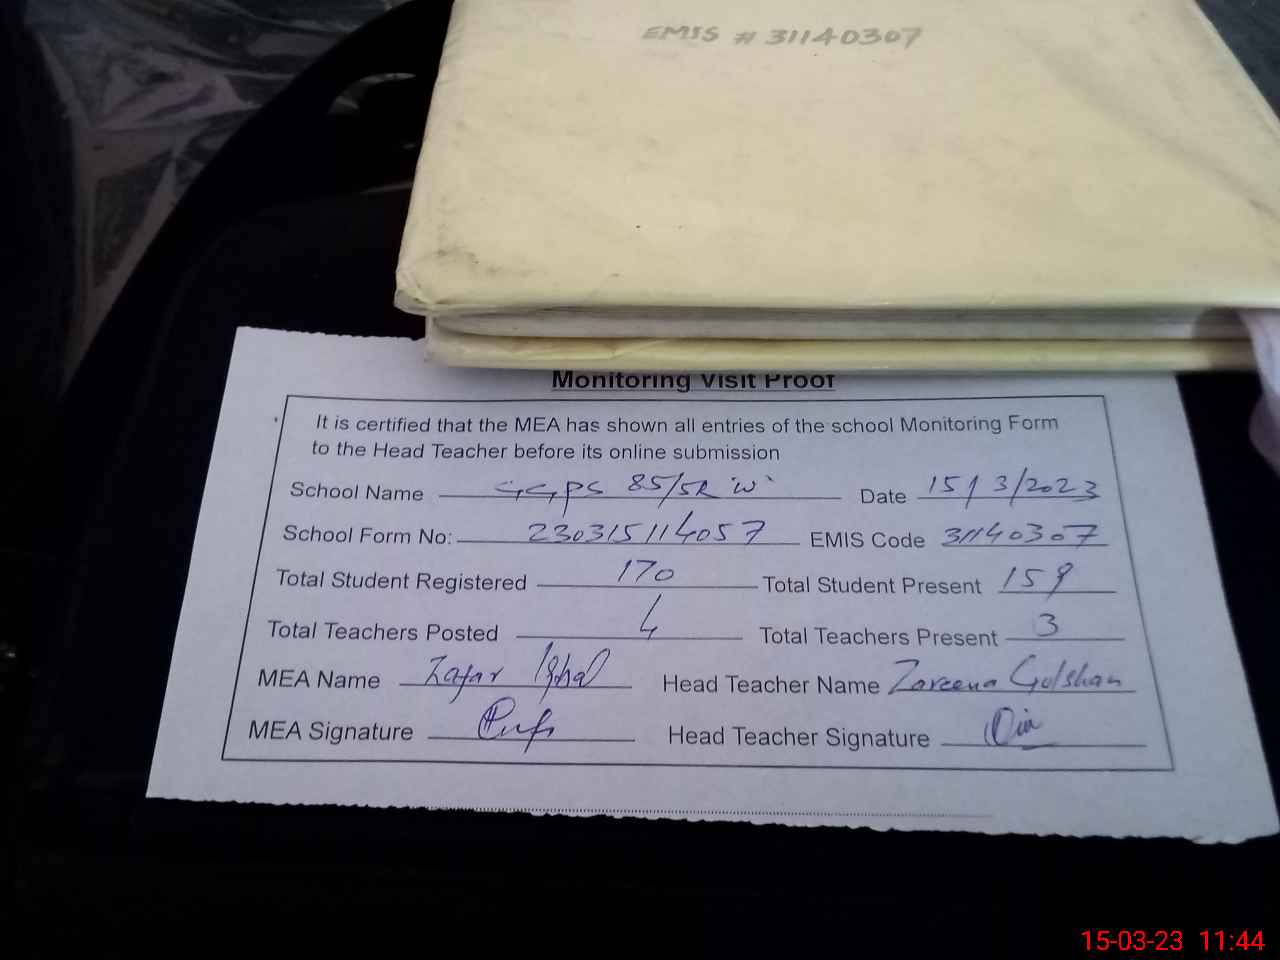 EMIS # 31140307
Monitoring Visit Proof
It is certified that the MEA has shown all entries of the school Monitoring Form
to the Head Teacher before its online submission
School Name GGPS 85/5R 'W' Date 15/3/2023
School Form No: 230315114057 EMIS Code 31140307
Total Student Registered 170 Total Student Present 159
Total Teachers Posted 4 Total Teachers Present 3
MEA Name Zafar Iqbal Head Teacher Name Zareena Golshan
MEA Signature Head Teacher Signature
15-03-23 11:44